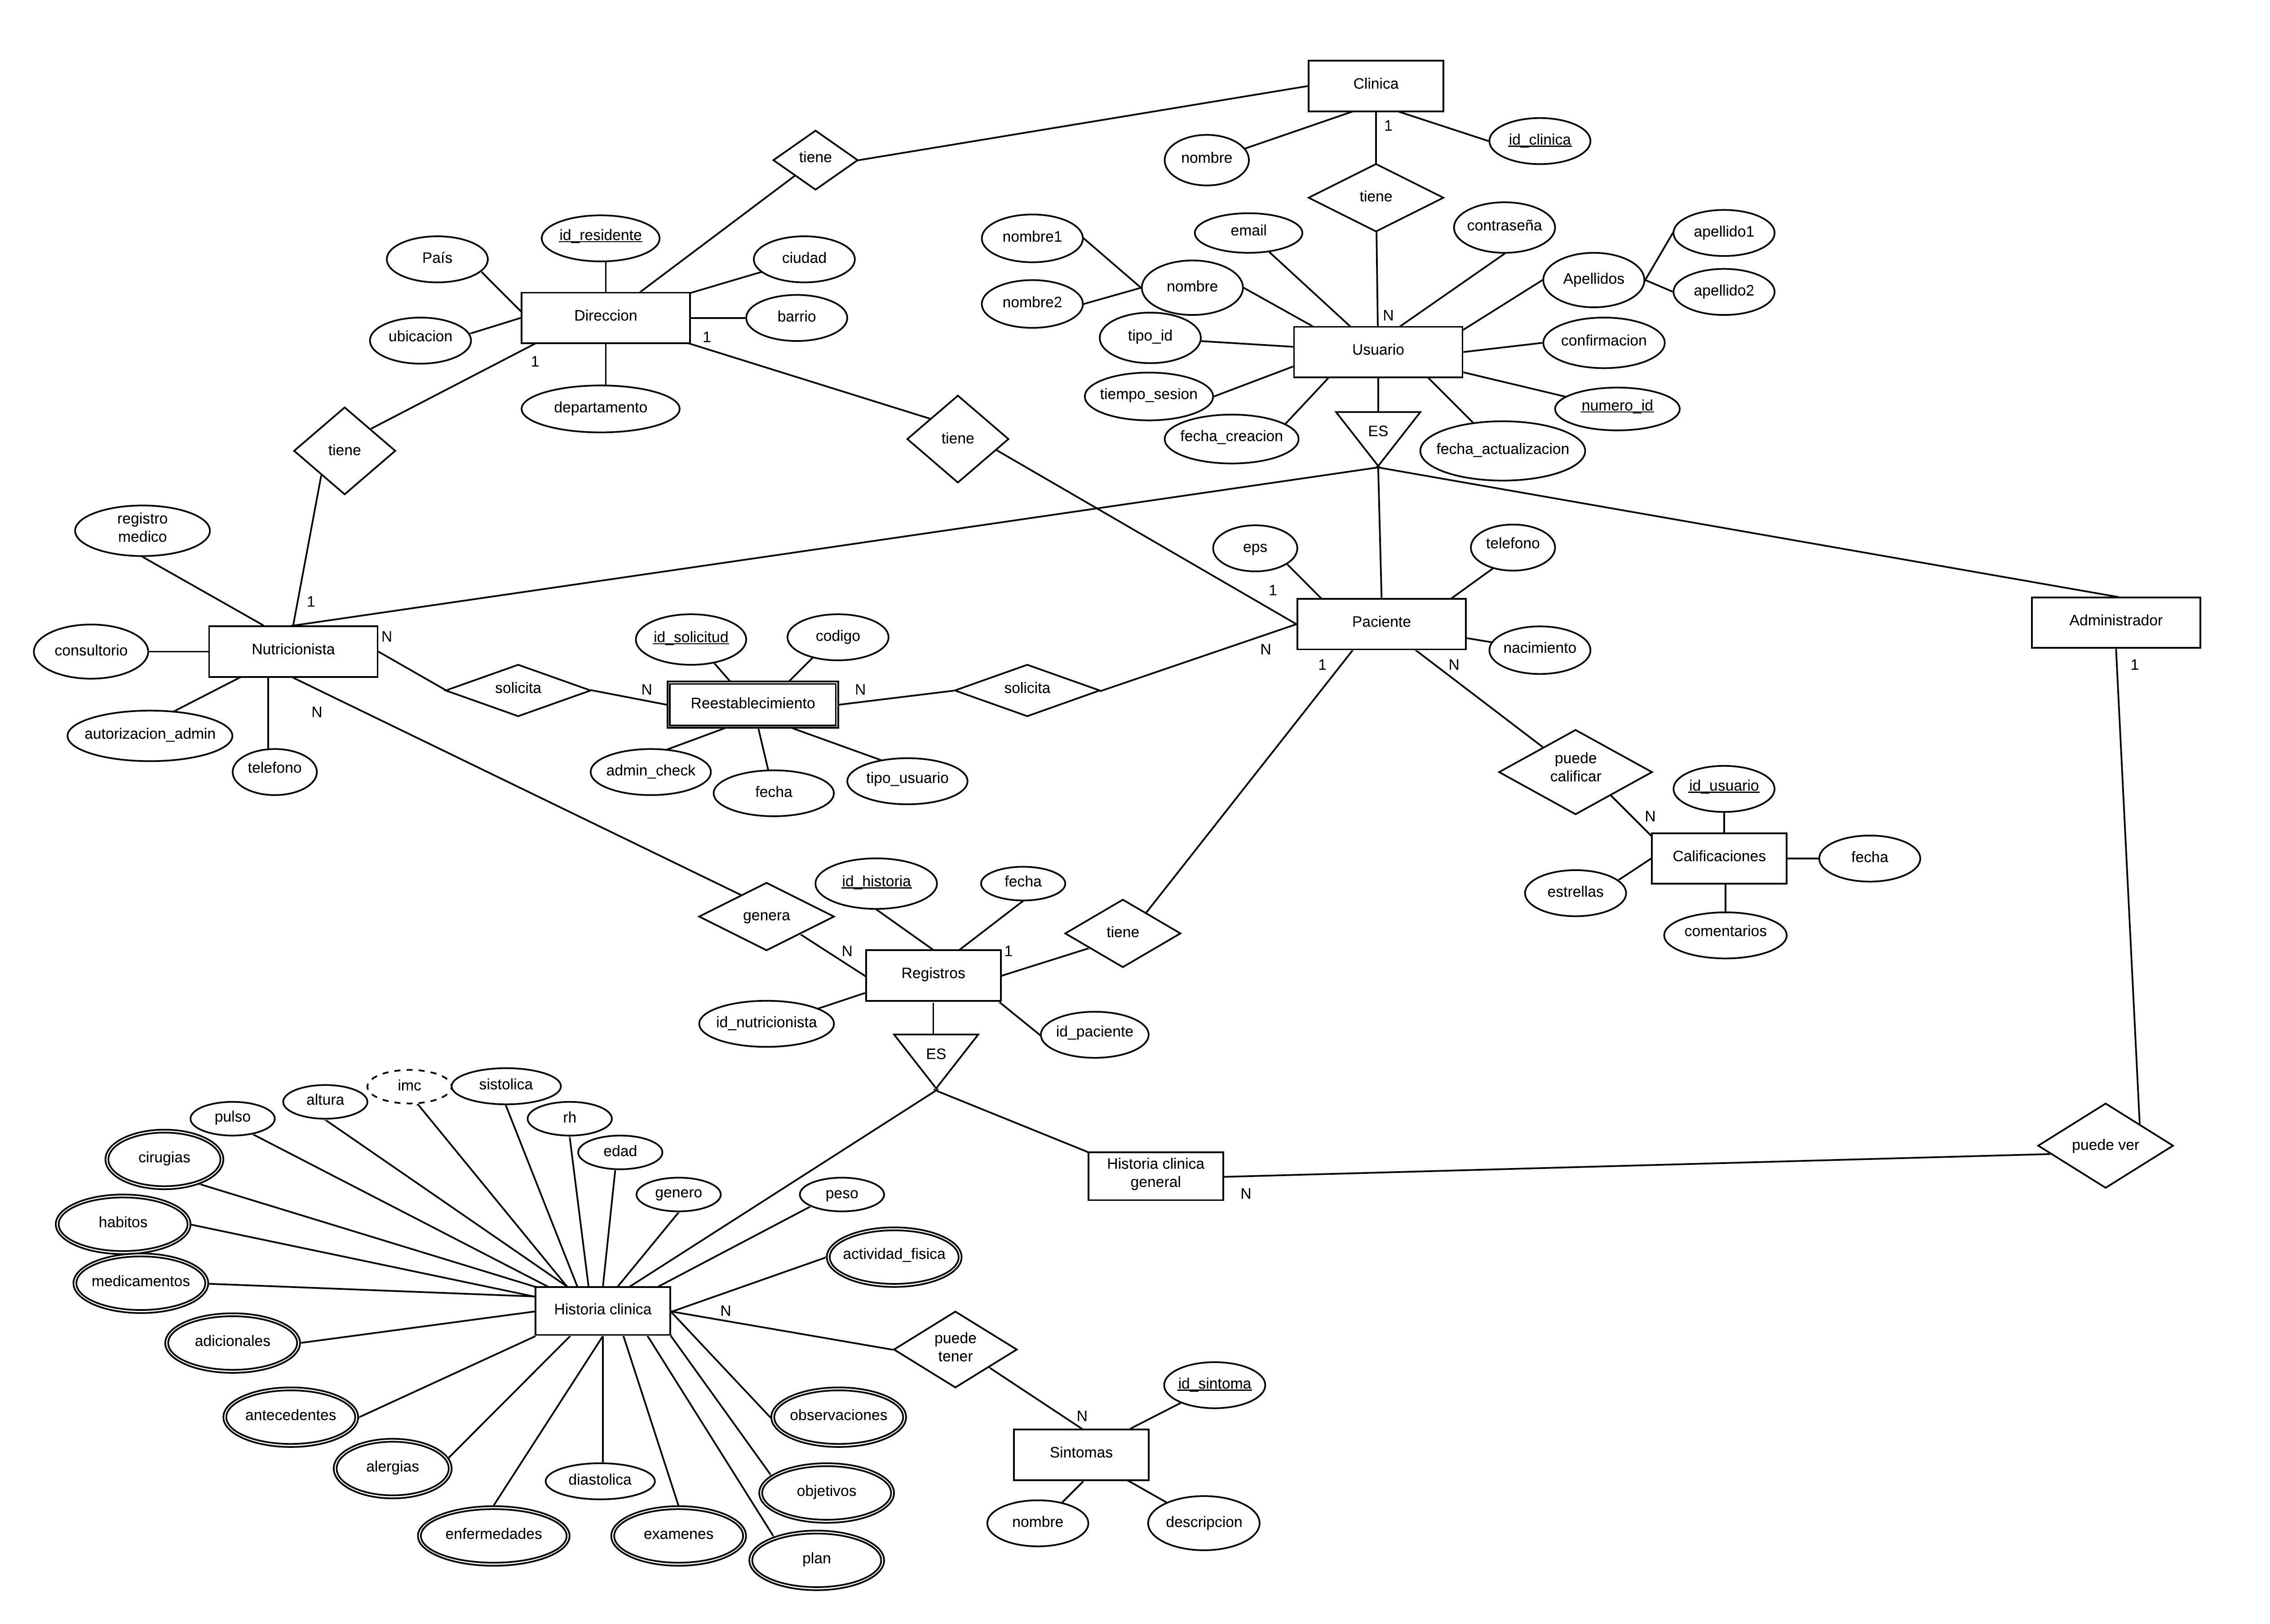 Clinica
1
id_clinica
nombre
tiene
tiene
id_residente
País
ciudad
Direccion
barrio
ubicacion
1
1
departamento
nombre1
email
contraseña
apellido1
nombre
Apellidos
nombre2
apellido2
N
tipo_id
Usuario
confirmacion
tiempo_sesion
numero_id
fecha_creacion
ES
fecha_actualizacion
tiene
tiene
registro
medico
eps
telefono
1
1
Paciente
Administrador
Nutricionista
N
consultorio
id_solicitud
codigo
N
nacimiento
1
N
1
solicita
N
Reestablecimiento
N
solicita
N
autorizacion_admin
telefono
admin_check
fecha
tipo_usuario
puede
calificar
id_usuario
N
Calificaciones
fecha
estrellas
comentarios
id_historia
fecha
genera
tiene
N
1
Registros
id_nutricionista
id_paciente
ES
imc
sistolica
altura
pulso
rh
edad
cirugias
genero
peso
habitos
medicamentos
actividad_fisica
Historia clinica
general
N
puede ver
Historia clinica
N
adicionales
puede
tener
antecedentes
observaciones
id_sintoma
N
Sintomas
alergias
diastolica
objetivos
enfermedades
examenes
plan
nombre
descripcion